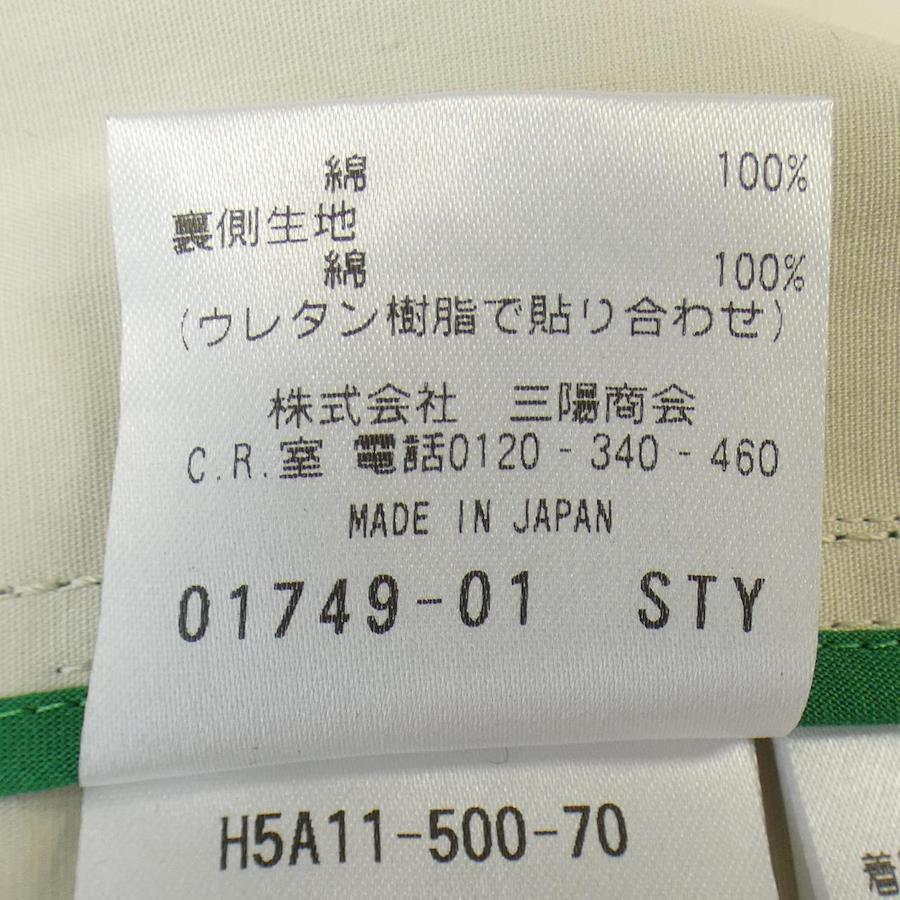 綿 100%
裏側生地
綿 100%
(ウレタン樹脂で貼り合わせ)
株式会社 三陽商会
C.R.室 電話0120-340-460
MADE IN JAPAN
01749-01 STY
H5A11-500-70
着